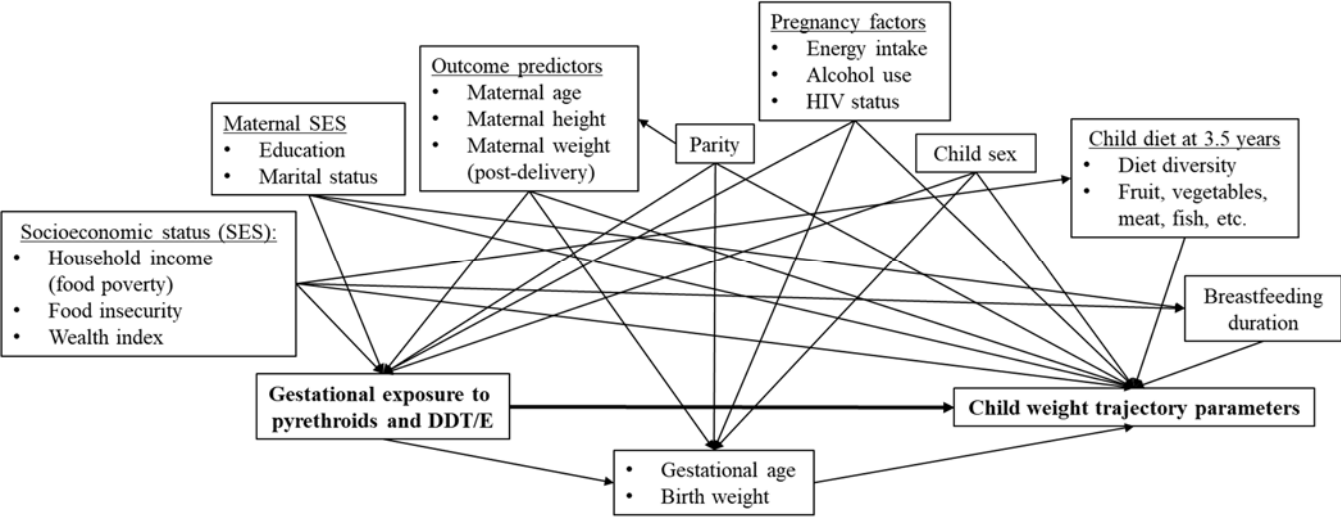 Pregnancy factors
• Energy intake
• Alcohol use
• HIV status
Outcome predictors
• Maternal age
• Maternal height
• Maternal weight
(post-delivery)
Maternal SES
• Education
• Marital status
Parity
Child sex
Child diet at 3.5 years
• Diet diversity
• Fruit, vegetables,
meat, fish, etc.
Socioeconomic status (SES):
• Household income
(food poverty)
• Food insecurity
• Wealth index
Breastfeeding
duration
Gestational exposure to
pyrethroids and DDT/E
Child weight trajectory parameters
• Gestational age
• Birth weight